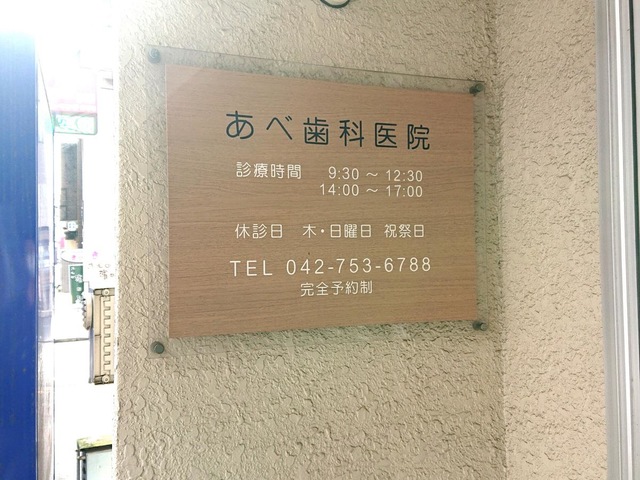 あべ歯科医院
診療時間 9:30 ～ 12:30
14:00 ～ 17:00
休診日 木・日曜日 祝祭日
TEL 042-753-6788
完全予約制